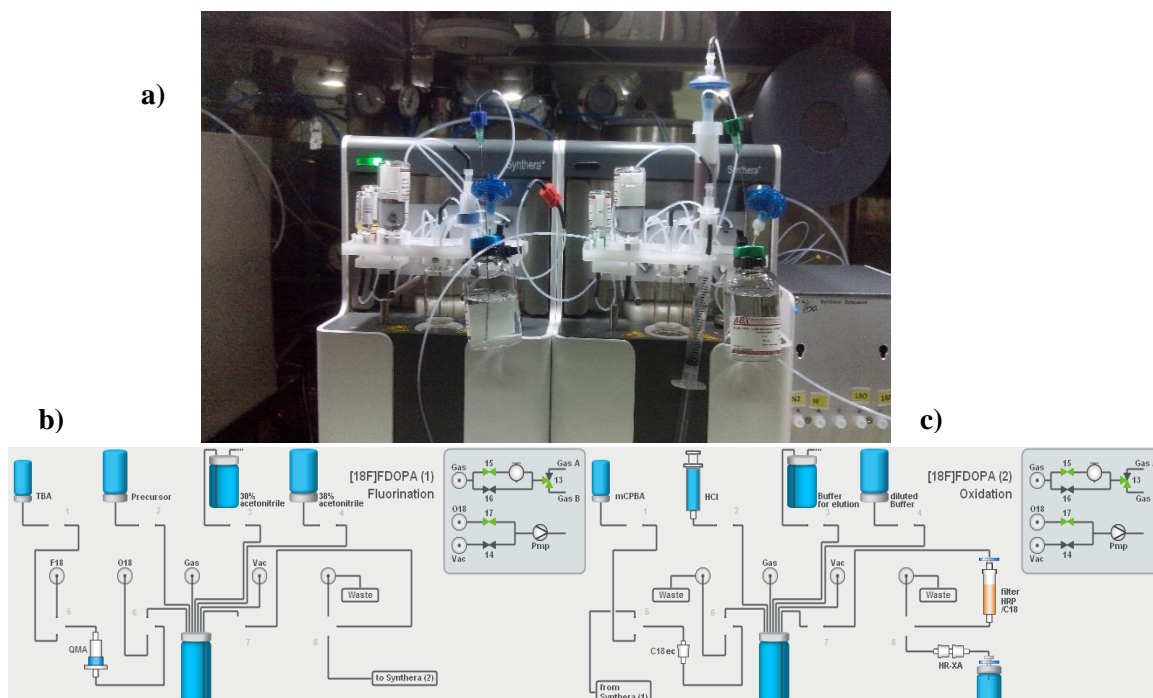 a)
Synthera*
Synthera*
ABX
N2
W
18O
b)
c)
[18F]FDOPA (1)
Fluorination
TBA
Precursor
30%
acetonitrile
38%
acetonitrile
1
2
3
4
F18
O18
Gas
Vac
Waste
5
6
7
8
QMA
to Synthera (2)
Gas
15
16
13
Gas A
Gas B
O18
17
Vac
14
Pmp
[18F]FDOPA (2)
Oxidation
mCPBA
HCl
Buffer
for elution
diluted
Buffer
1
2
3
4
Waste
Gas
Vac
Waste
5
6
7
8
C18ec
filter
HRP
/C18
HR-XA
from
Synthera (1)
Gas
15
16
13
Gas
Gas
O18
17
Vac
14
Pmp